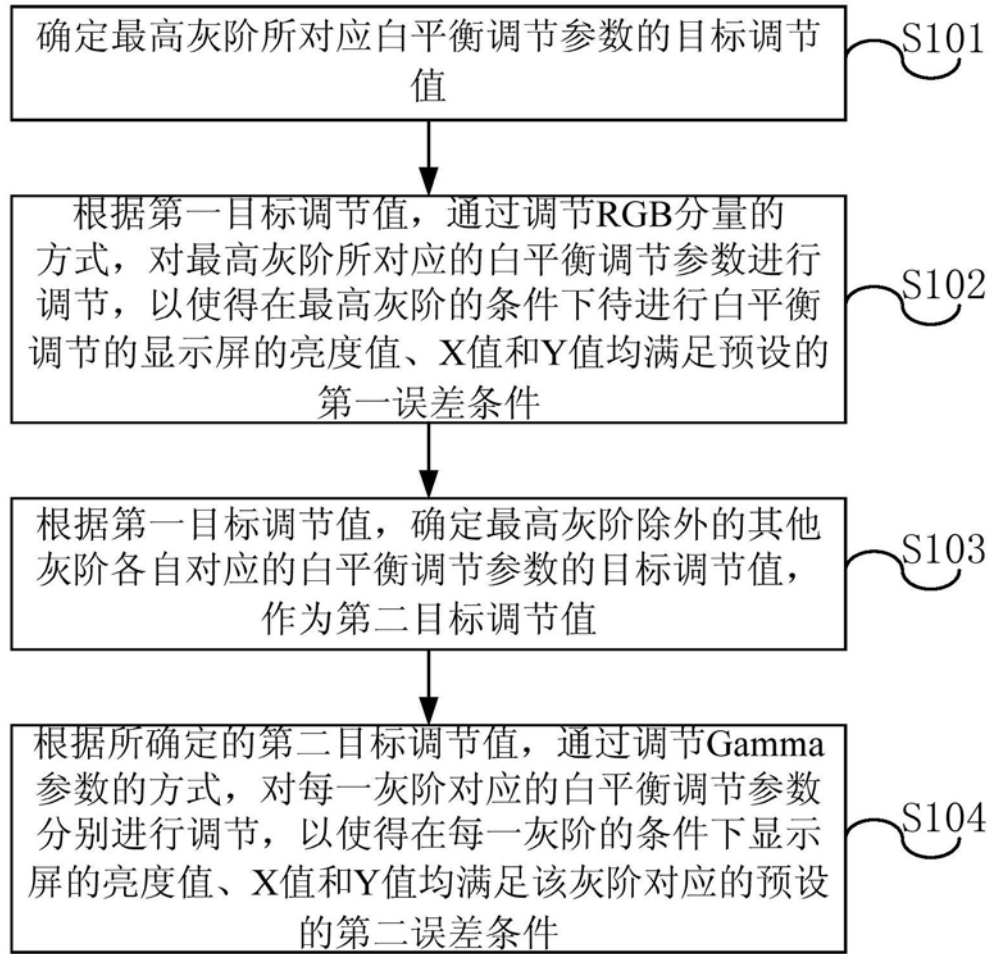 确定最高灰阶所对应白平衡调节参数的目标调节
值
S101
根据第一目标调节值，通过调节RGB分量的
方式，对最高灰阶所对应的白平衡调节参数进行
调节，以使得在最高灰阶的条件下待进行白平衡
调节的显示屏的亮度值、X值和Y值均满足预设的
第一误差条件
S102
根据第一目标调节值，确定最高灰阶除外的其他
灰阶各自对应的白平衡调节参数的目标调节值，
作为第二目标调节值
S103
根据所确定的第二目标调节值，通过调节Gamma
参数的方式，对每一灰阶对应的白平衡调节参数
分别进行调节，以使得在每一灰阶的条件下显示
屏的亮度值、X值和Y值均满足该灰阶对应的预设
的第二误差条件
S104